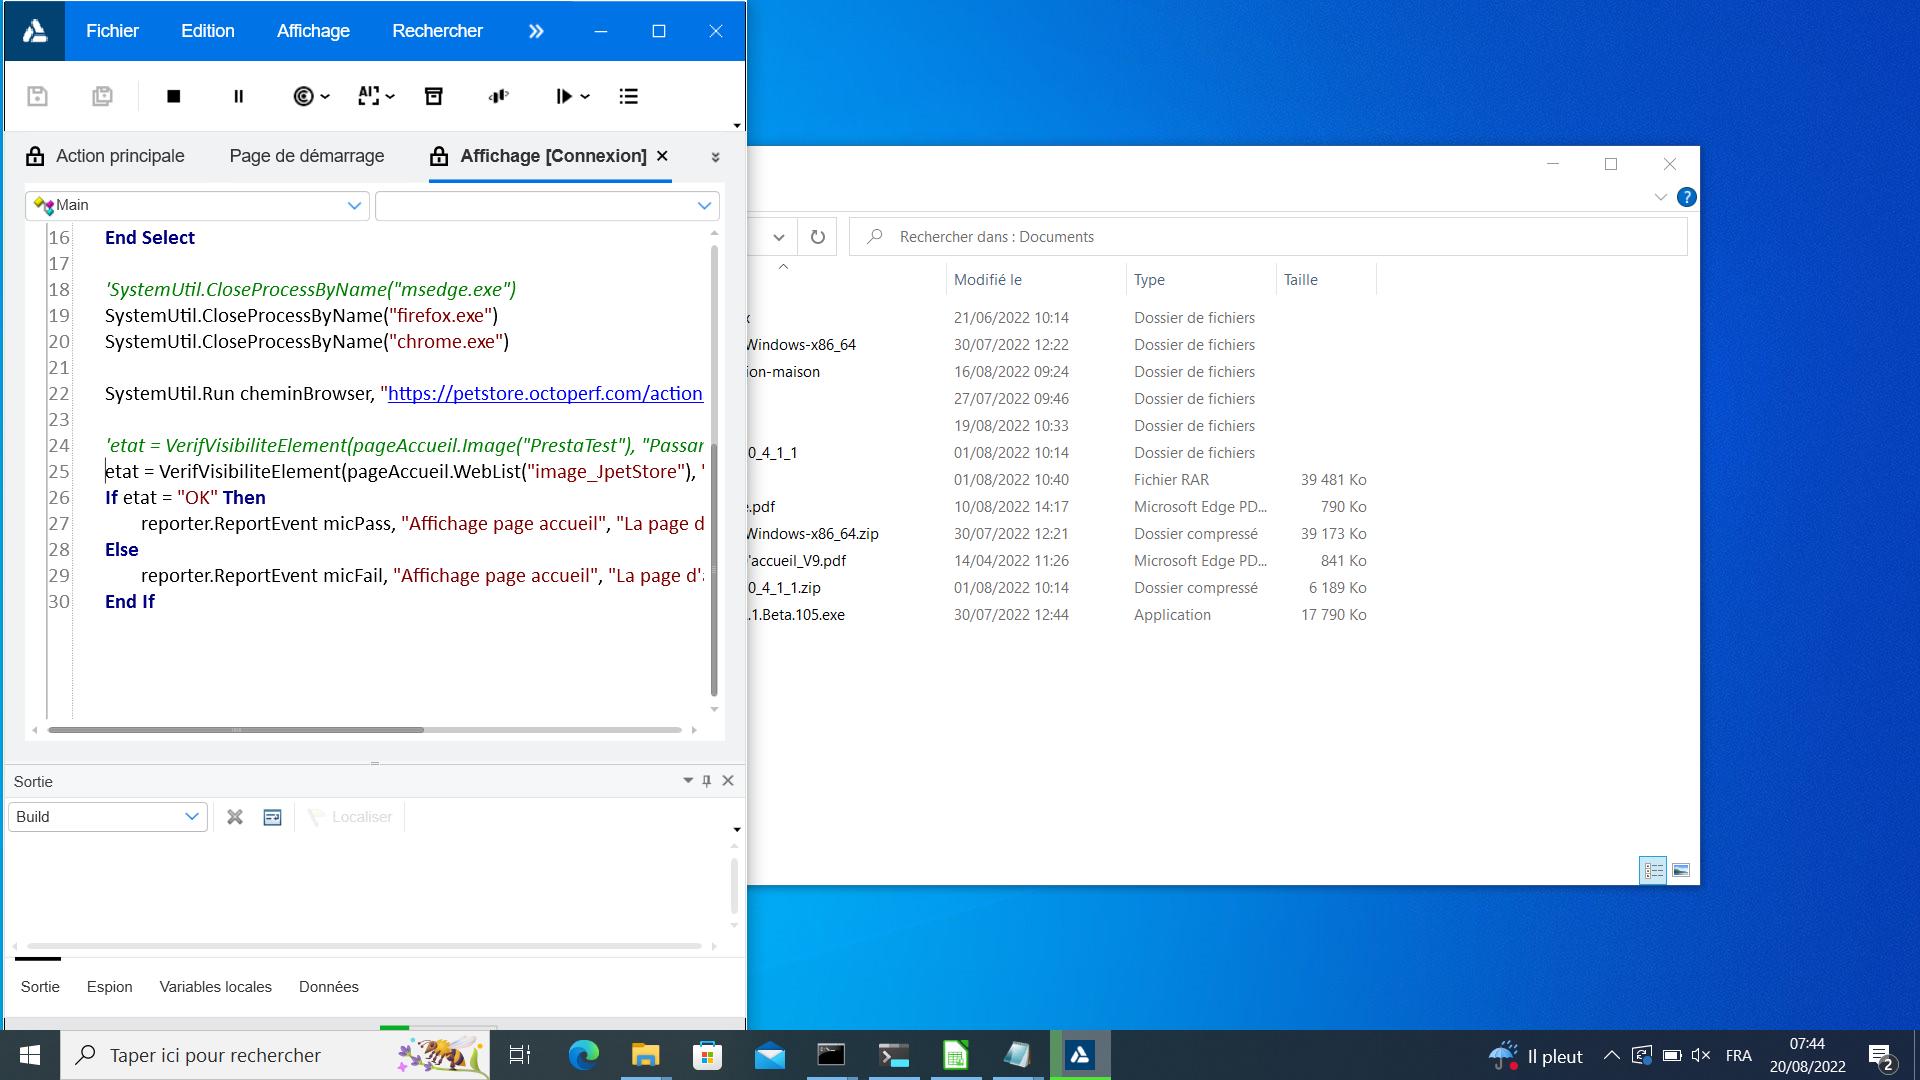 Fichier Edition Affichage Rechercher
Action principale Page de démarrage Affichage [Connexion]
Main
16 End Select
17
18 'SystemUtil.CloseProcessByName("msedge.exe")
19 SystemUtil.CloseProcessByName("firefox.exe")
20 SystemUtil.CloseProcessByName("chrome.exe")
21
22 SystemUtil.Run cheminBrowser, "https://petstore.octoperf.com/action
23
24 'etat = VerifVisibiliteElement(pageAccueil.Image("PrestaTest"), "Passar
25 etat = VerifVisibiliteElement(pageAccueil.WebList("image_JpetStore"), "
26 If etat = "OK" Then
27 reporter.ReportEvent micPass, "Affichage page accueil", "La page d
28 Else
29 reporter.ReportEvent micFail, "Affichage page accueil", "La page d'a
30 End If
Sortie
Build Localiser
Sortie Espion Variables locales Données
Rechercher dans : Documents
Modifié le Type Taille
x 21/06/2022 10:14 Dossier de fichiers
Windows-x86_64 30/07/2022 12:22 Dossier de fichiers
ion-maison 16/08/2022 09:24 Dossier de fichiers
27/07/2022 09:46 Dossier de fichiers
19/08/2022 10:33 Dossier de fichiers
0_4_1_1 01/08/2022 10:14 Dossier de fichiers
01/08/2022 10:40 Fichier RAR 39 481 Ko
e.pdf 10/08/2022 14:17 Microsoft Edge PD... 790 Ko
Windows-x86_64.zip 30/07/2022 12:21 Dossier compressé 39 173 Ko
'accueil_V9.pdf 14/04/2022 11:26 Microsoft Edge PD... 841 Ko
0_4_1_1.zip 01/08/2022 10:14 Dossier compressé 6 189 Ko
.1.Beta.105.exe 30/07/2022 12:44 Application 17 790 Ko
Taper ici pour rechercher
Il pleut FRA 07:44
20/08/2022 2